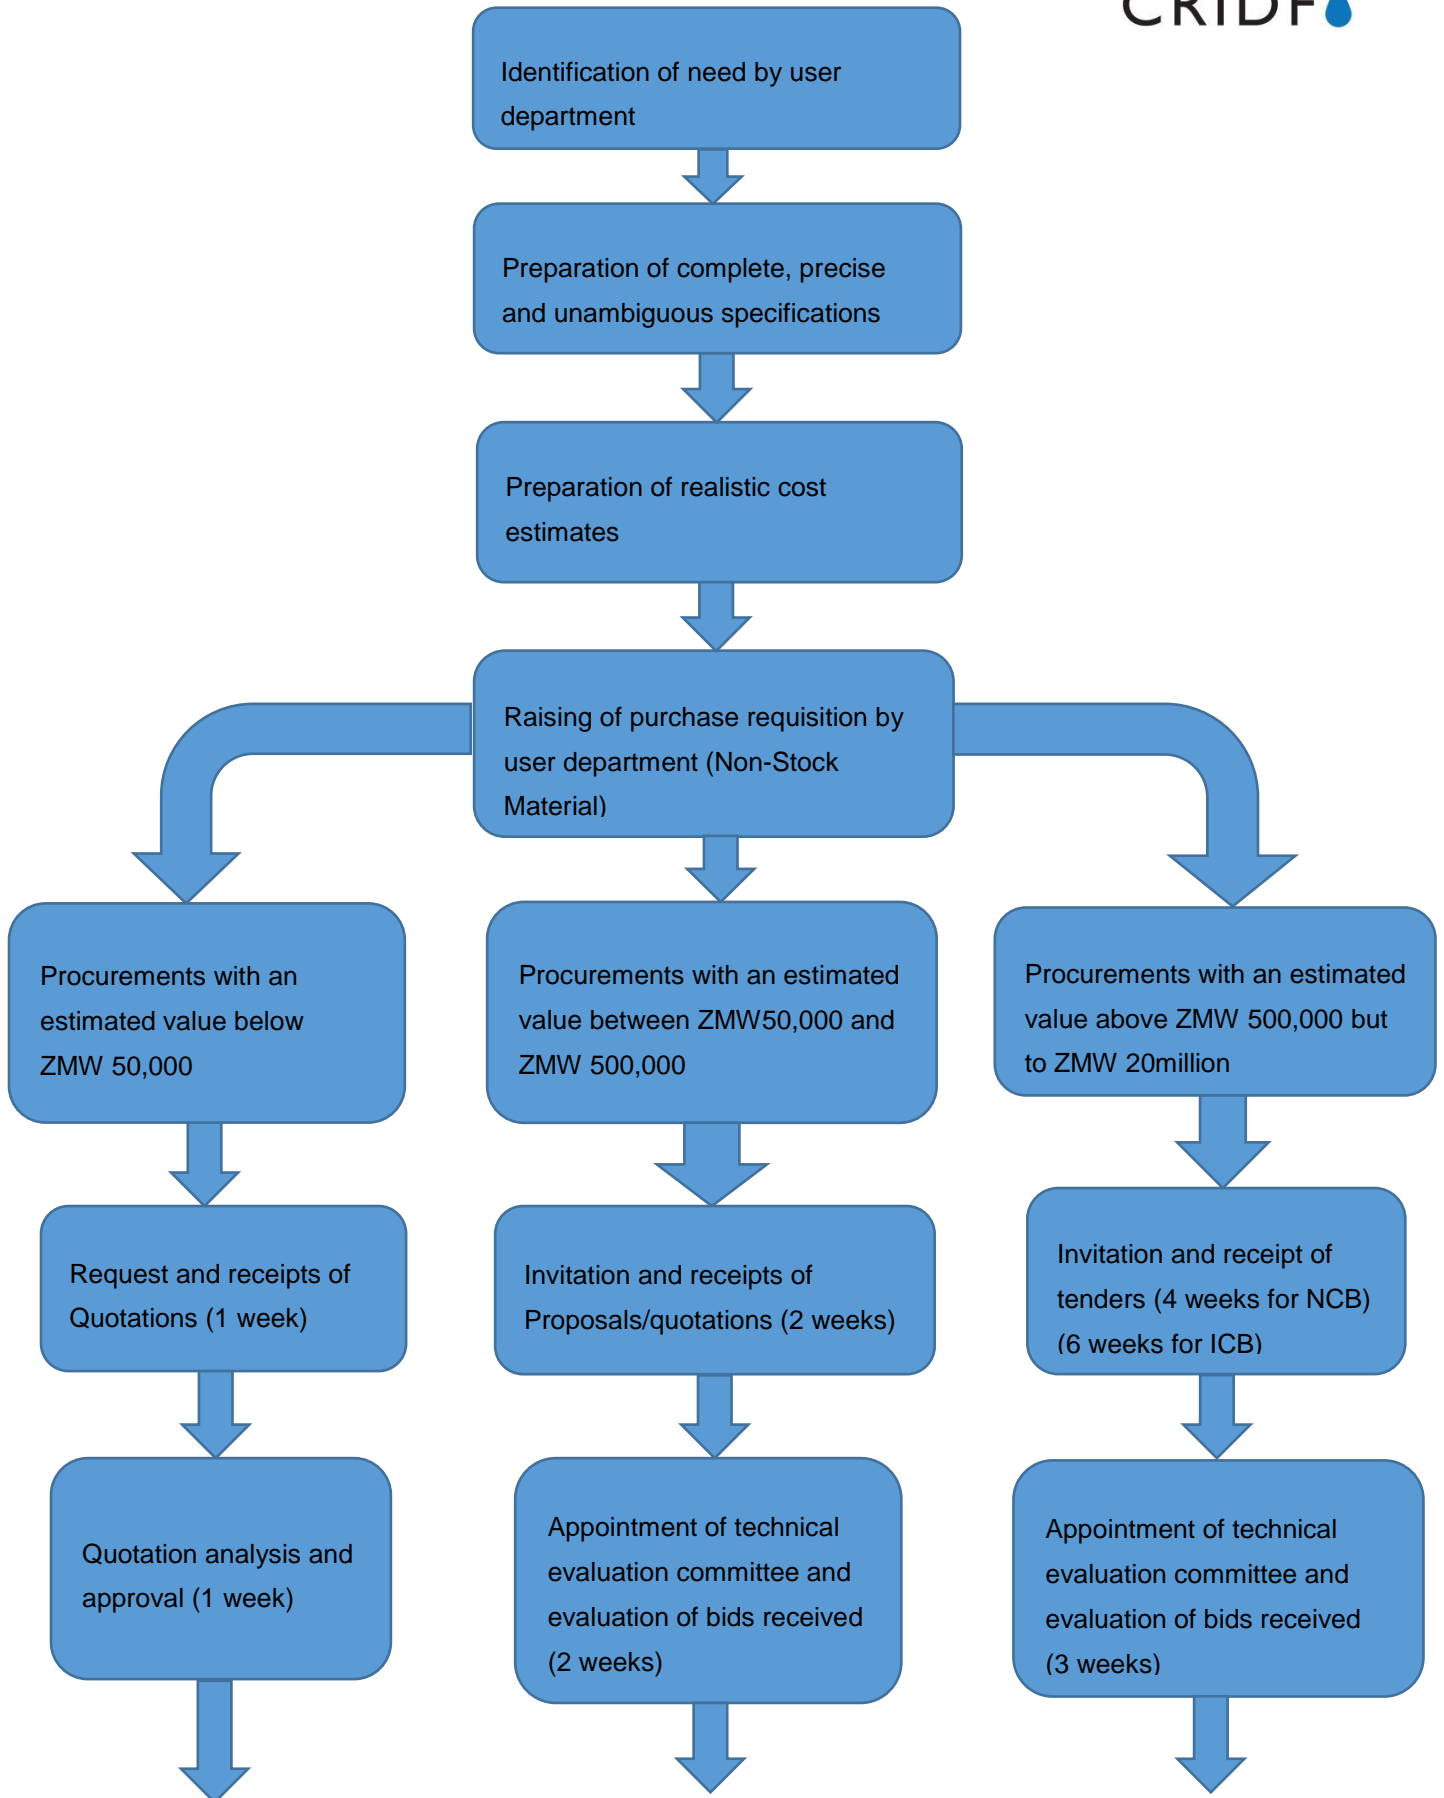 CRIDF
Identification of need by user
department
Preparation of complete, precise
and unambiguous specifications
Preparation of realistic cost
estimates
Raising of purchase requisition by
user department (Non-Stock
Material)
Procurements with an
estimated value below
ZMW 50,000
Procurements with an estimated
value between ZMW50,000 and
ZMW 500,000
Procurements with an estimated
value above ZMW 500,000 but
to ZMW 20million
Request and receipts of
Quotations (1 week)
Invitation and receipts of
Proposals/quotations (2 weeks)
Invitation and receipt of
tenders (4 weeks for NCB)
(6 weeks for ICB)
Quotation analysis and
approval (1 week)
Appointment of technical
evaluation committee and
evaluation of bids received
(2 weeks)
Appointment of technical
evaluation committee and
evaluation of bids received
(3 weeks)